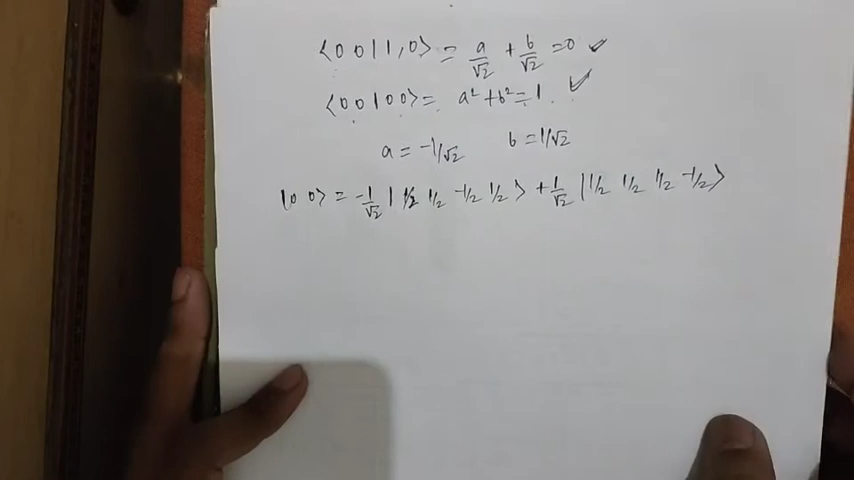 ⟨0 0 | 1, 0⟩ = a/√2 + b/√2 = 0 ✓
⟨0 0 | 0 0⟩ = a² + b² = 1. ✓
a = -1/√2 b = 1/√2
|0 0⟩ = -1/√2 | 1/2 1/2 -1/2 1/2 ⟩ + 1/√2 | 1/2 1/2 1/2 -1/2 ⟩